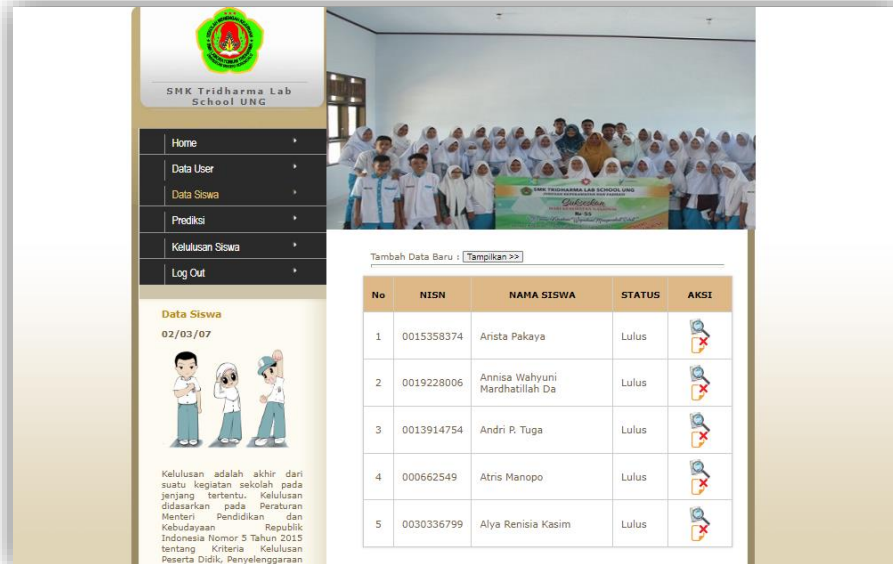 SMK Tridharma Lab
School UNG
Home
Data User
Data Siswa
Prediksi
Kelulusan Siswa
Log Out
SMK TRIDHARMA LAB SCHOOL UNG
Sukseskan
Tambah Data Baru : Tampilkan >>
No NISN NAMA SISWA STATUS AKSI
1 0015358374 Arista Pakaya Lulus
2 0019228006 Annisa Wahyuni
Mardhatillah Da Lulus
3 0013914754 Andri P. Tuga Lulus
4 000662549 Atris Manopo Lulus
5 0030336799 Alya Renisia Kasim Lulus
Data Siswa
02/03/07
Kelulusan adalah akhir dari
suatu kegiatan sekolah pada
jenjang tertentu. Kelulusan
didasarkan pada Peraturan
Menteri Pendidikan dan
Kebudayaan Republik
Indonesia Nomor 5 Tahun 2015
tentang Kriteria Kelulusan
Peserta Didik, Penyelenggaraan